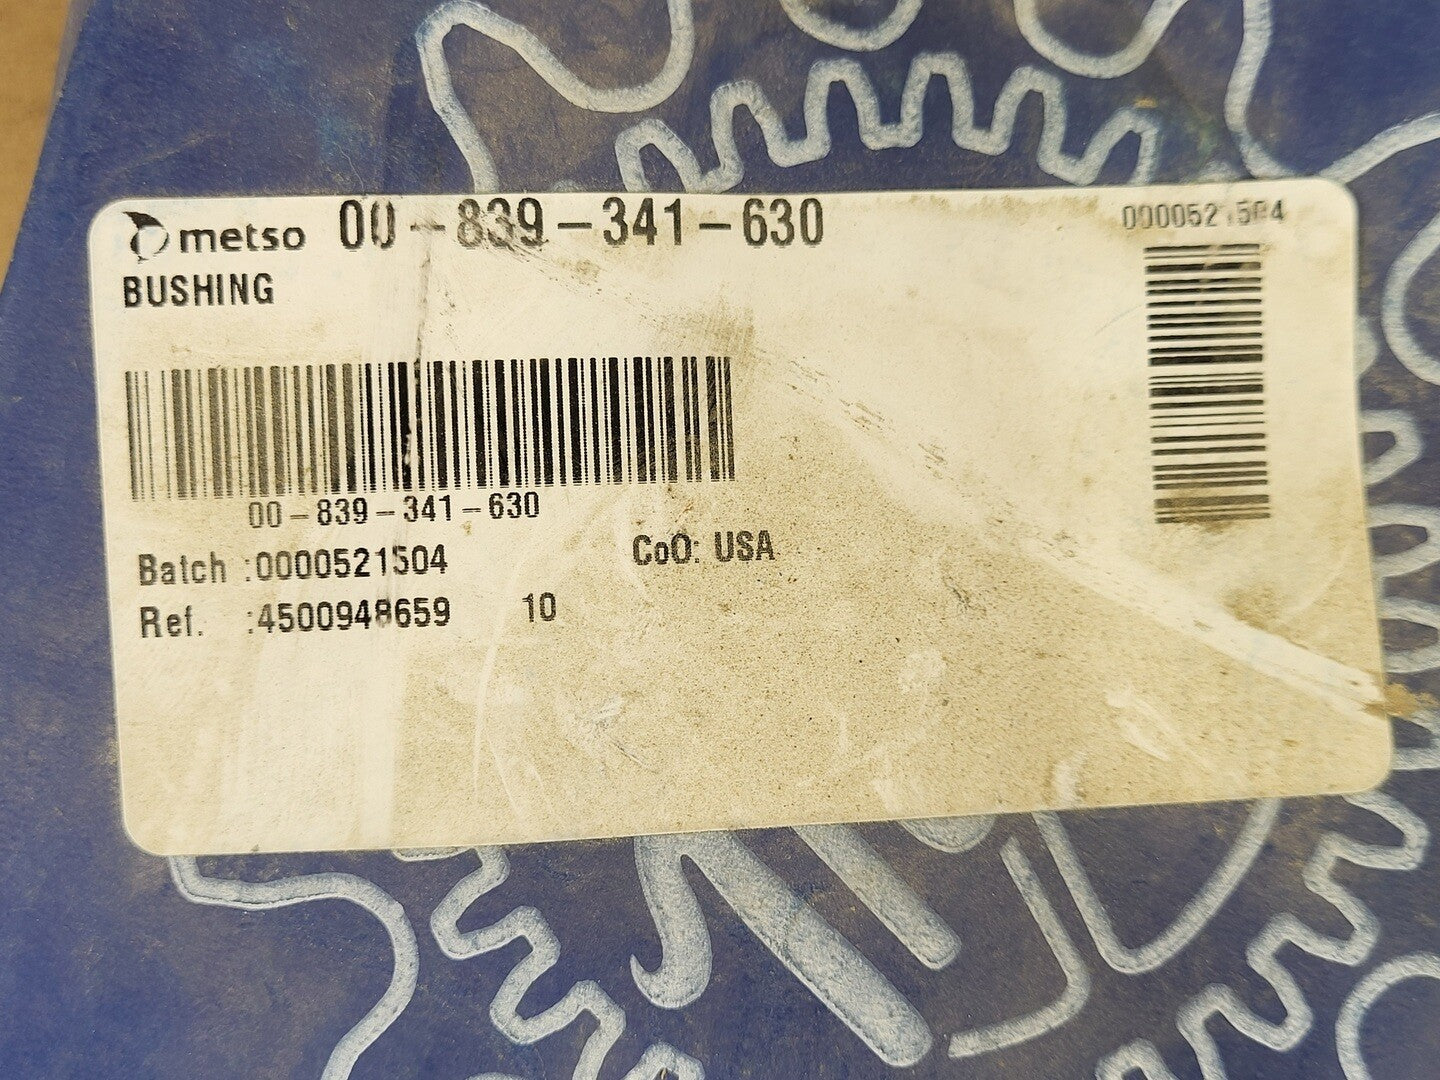 metso 00-839-341-630
BUSHING
00-839-341-630
Batch :0000521504
CoO: USA
Ref. :4500948659 10
0000521504